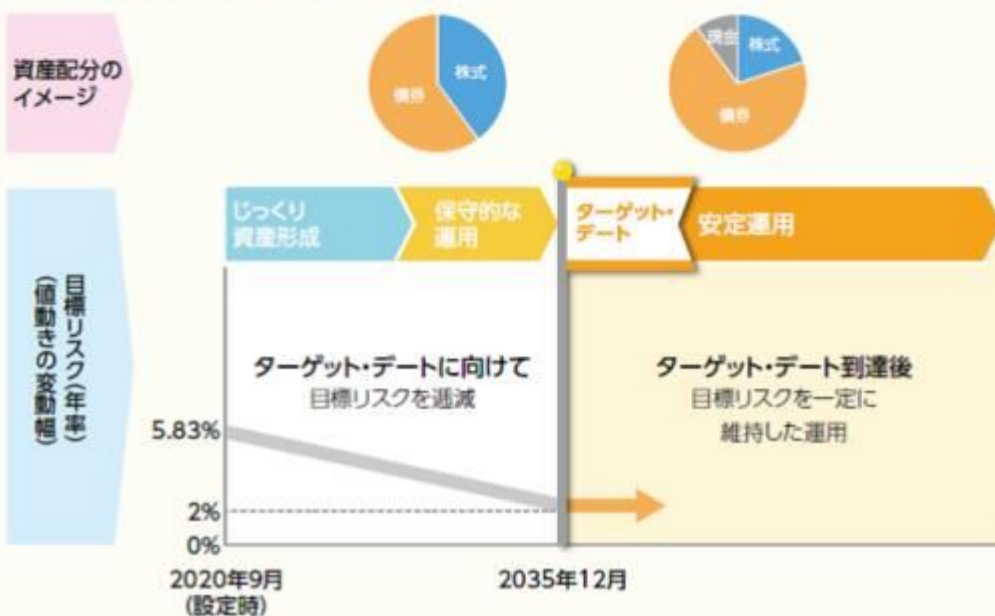 資産配分の
イメージ
株式
債券
現金
株式
債券
じっくり
資産形成
保守的な
運用
ターゲット・
デート
安定運用
目標リスク(年率)
(値動きの変動幅)
ターゲット・デートに向けて
目標リスクを逓減
ターゲット・デート到達後
目標リスクを一定に
維持した運用
5.83%
2%
0%
2020年9月
(設定時)
2035年12月